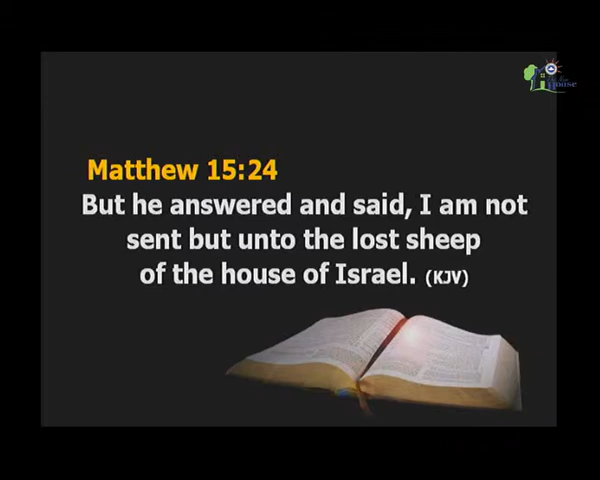 House
Matthew 15:24
But he answered and said, I am not
sent but unto the lost sheep
of the house of Israel. (KJV)